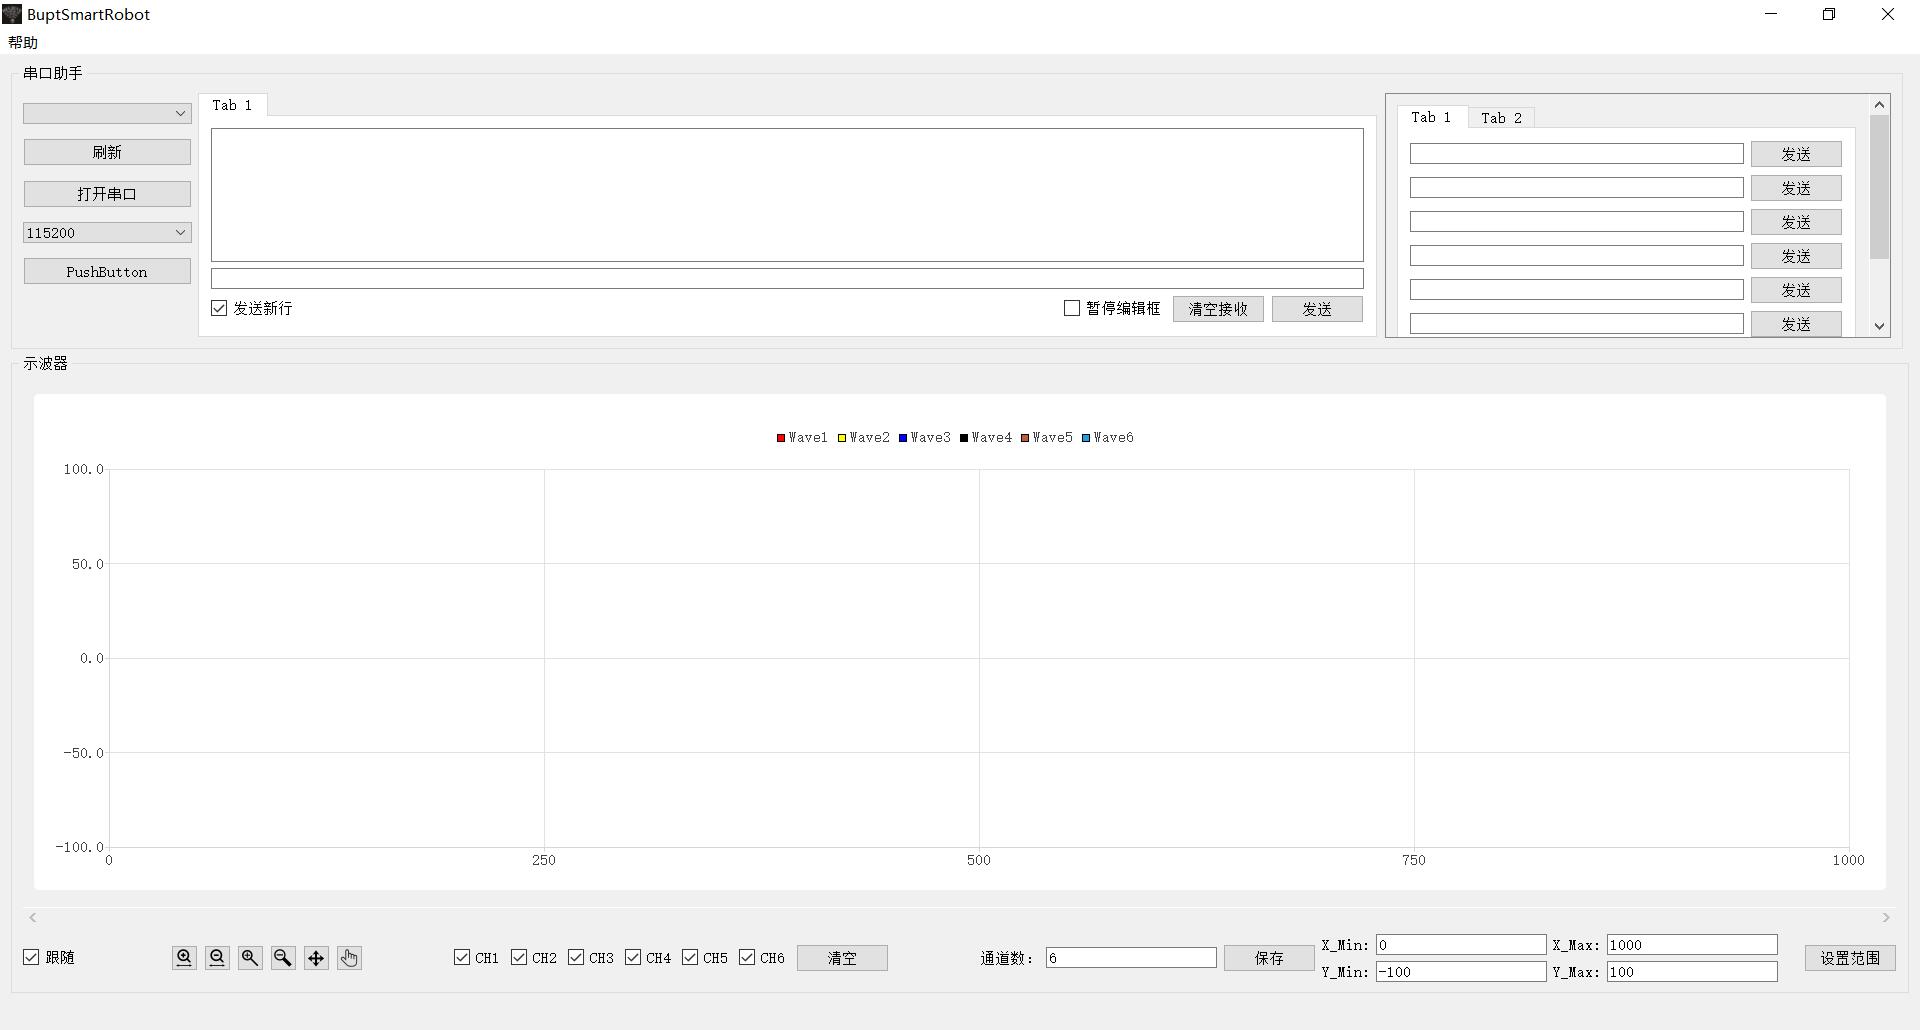 BuptSmartRobot
帮助
串口助手
刷新
打开串口
115200
PushButton
Tab 1
发送新行
暂停编辑框
清空接收
发送
Tab 1
Tab 2
发送
发送
发送
发送
发送
发送
示波器
Wave1 Wave2 Wave3 Wave4 Wave5 Wave6
100.0
50.0
0.0
-50.0
-100.0
0 250 500 750 1000
跟随
CH1 CH2 CH3 CH4 CH5 CH6
清空
通道数: 6
保存
X_Min: 0 X_Max: 1000
Y_Min: -100 Y_Max: 100
设置范围